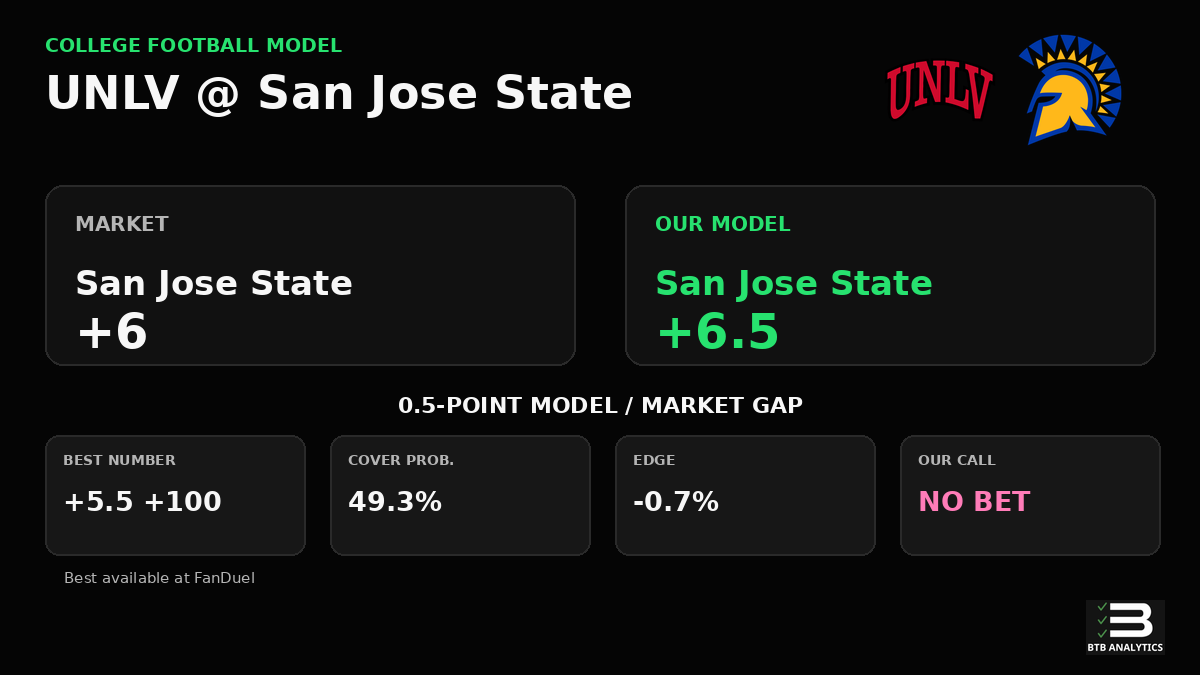 COLLEGE FOOTBALL MODEL
UNLV @ San Jose State
UNLV
MARKET
San Jose State
+6
OUR MODEL
San Jose State
+6.5
0.5-POINT MODEL / MARKET GAP
BEST NUMBER
+5.5 +100
COVER PROB.
49.3%
EDGE
-0.7%
OUR CALL
NO BET
Best available at FanDuel
BTB ANALYTICS